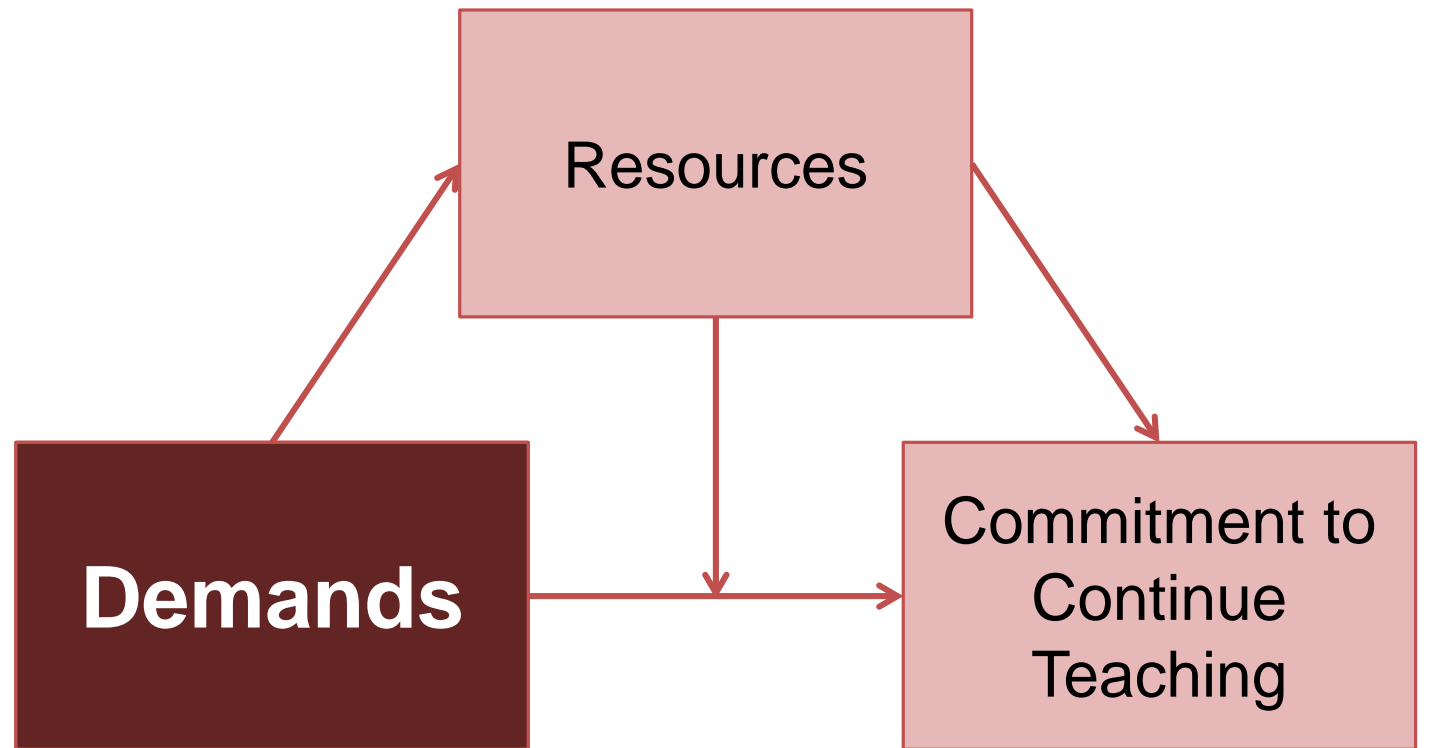 Resources
Demands
Commitment to
Continue
Teaching